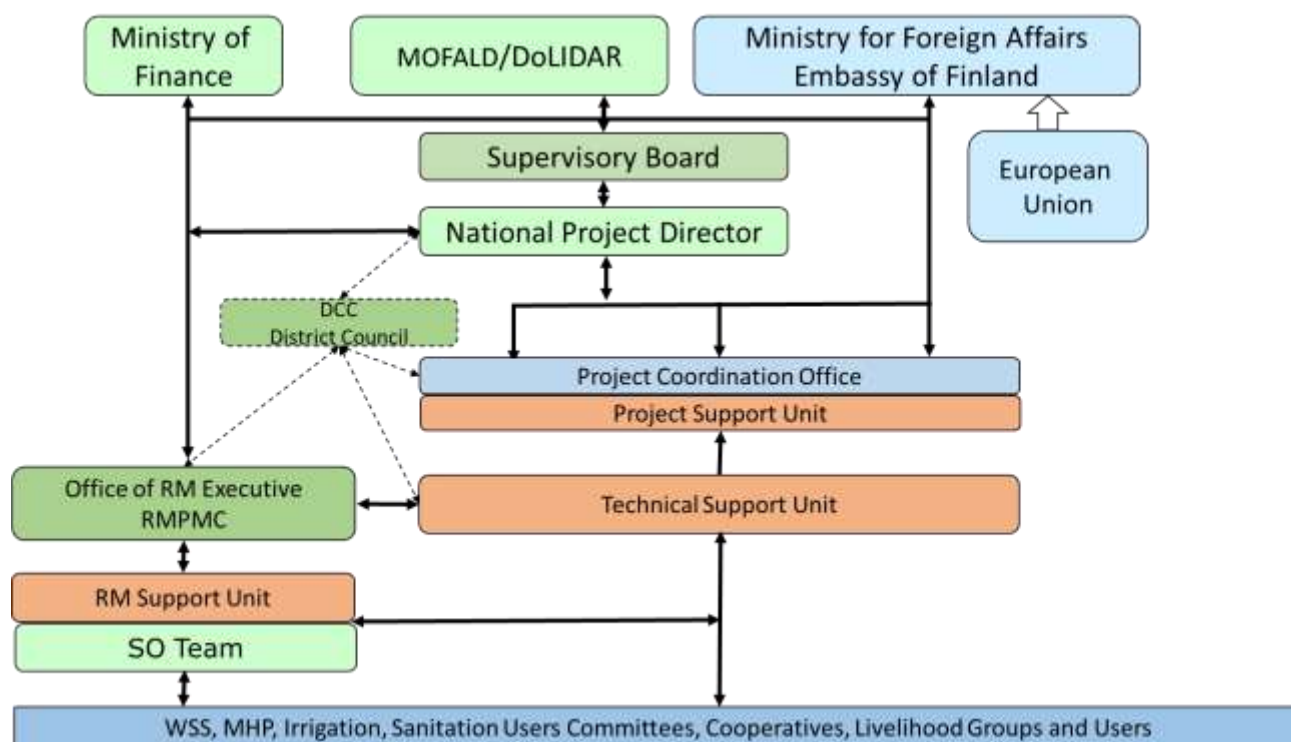 Ministry of
Finance
MOFALD/DoLIDAR
Ministry for Foreign Affairs
Embassy of Finland
European
Union
Supervisory Board
National Project Director
DCC
District Council
Project Coordination Office
Project Support Unit
Office of RM Executive
RMPMC
Technical Support Unit
RM Support Unit
SO Team
WSS, MHP, Irrigation, Sanitation Users Committees, Cooperatives, Livelihood Groups and Users